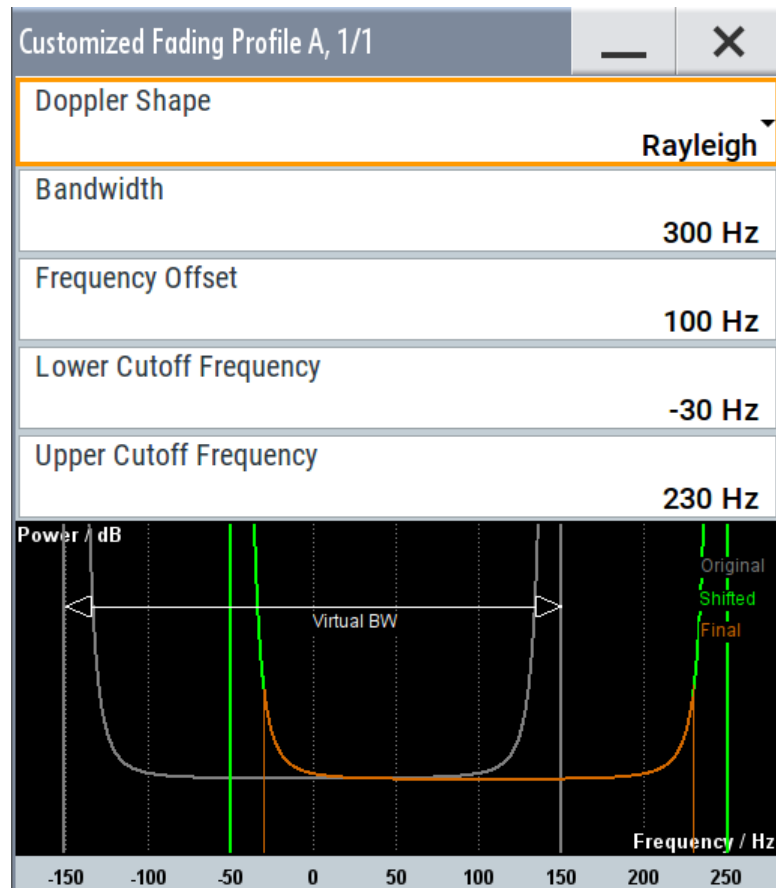 Customized Fading Profile A, 1/1
Doppler Shape
Rayleigh
Bandwidth
300 Hz
Frequency Offset
100 Hz
Lower Cutoff Frequency
-30 Hz
Upper Cutoff Frequency
230 Hz
Power / dB
Original
Shifted
Virtual BW
Final
Frequency / Hz
-150 -100 -50 0 50 100 150 200 250